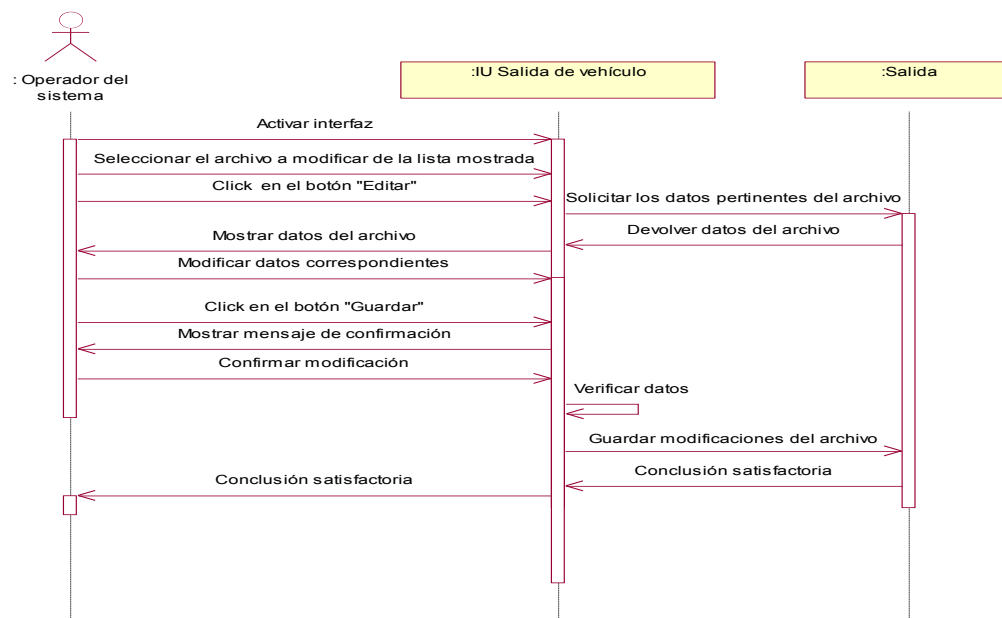 : Operador del
sistema
:IU Salida de vehículo
:Salida
Activar interfaz
Seleccionar el archivo a modificar de la lista mostrada
Click en el botón "Editar"
Solicitar los datos pertinentes del archivo
Mostrar datos del archivo
Devolver datos del archivo
Modificar datos correspondientes
Click en el botón "Guardar"
Mostrar mensaje de confirmación
Confirmar modificación
Verificar datos
Guardar modificaciones del archivo
Conclusión satisfactoria
Conclusión satisfactoria